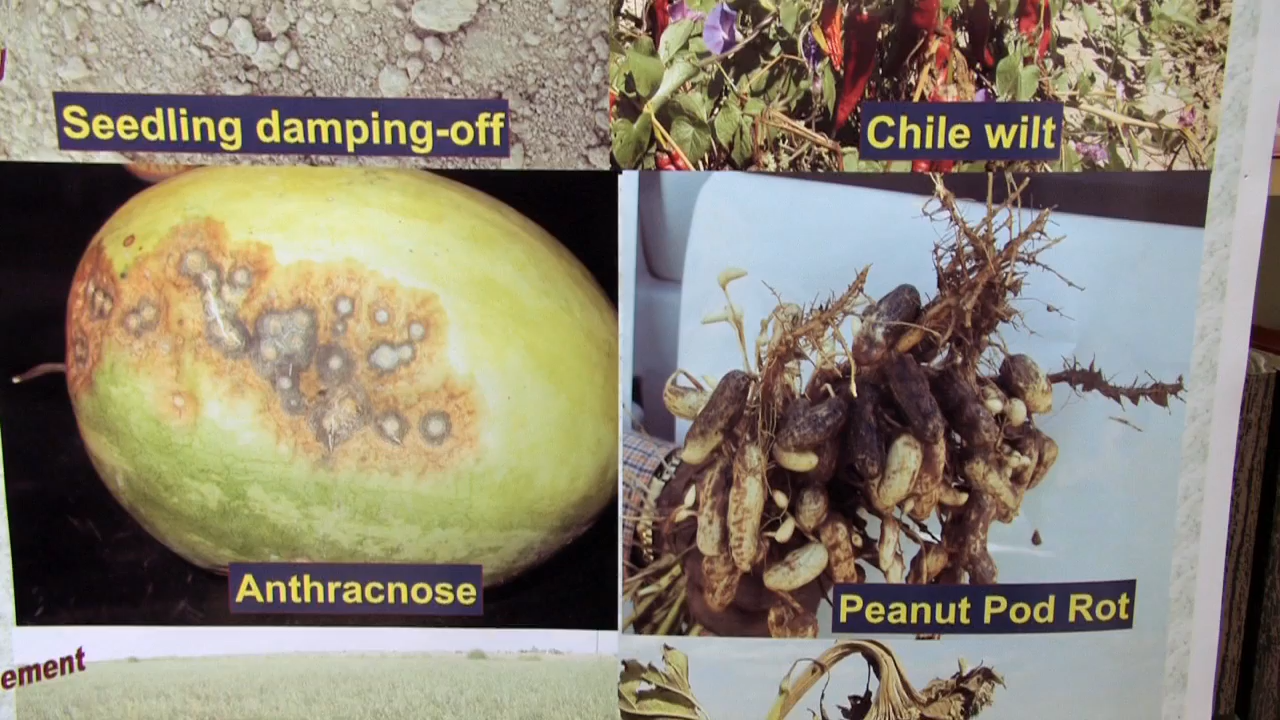 Seedling damping-off
Chile wilt
Anthracnose
Peanut Pod Rot
ement